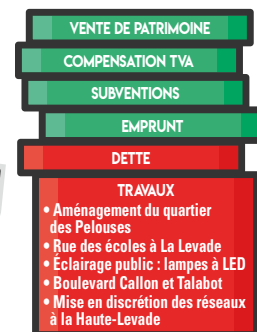 VENTE DE PATRIMOINE
COMPENSATION TVA
SUBVENTIONS
EMPRUNT
DETTE
TRAVAUX
• Aménagement du quartier
des Pelouses
• Rue des écoles à La Levade
• Éclairage public : lampes à LED
• Boulevard Callon et Talabot
• Mise en discrétion des réseaux
à la Haute-Levade